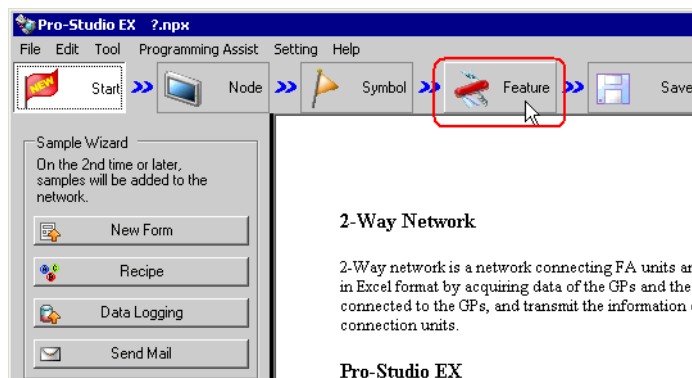 Pro-Studio EX ?.npx
File Edit Tool Programming Assist Setting Help
NEW Start Node Symbol Feature Save
Sample Wizard
On the 2nd time or later,
samples will be added to the
network.
New Form
Recipe
Data Logging
Send Mail
2-Way Network
2-Way network is a network connecting FA units
in Excel format by acquiring data of the GPs and the
connected to the GPs, and transmit the information
connection units.
Pro-Studio EX